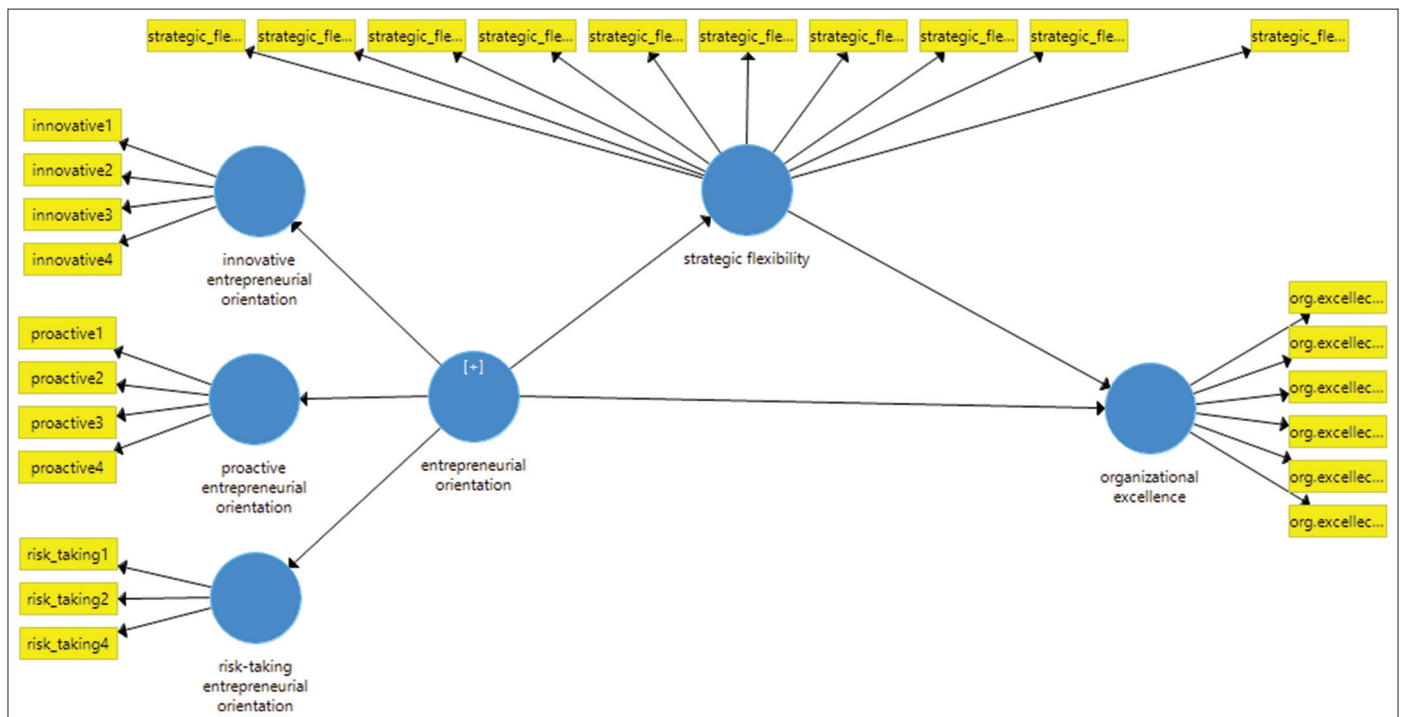 strategic_fle...
strategic_fle...
strategic_fle...
strategic_fle...
strategic_fle...
strategic_fle...
strategic_fle...
strategic_fle...
strategic_fle...
strategic_fle...
innovative1
innovative2
innovative3
innovative4
innovative
entrepreneurial
orientation
strategic flexibility
proactive1
proactive2
proactive3
proactive4
proactive
entrepreneurial
orientation
[+]
entrepreneurial
orientation
org.excellec...
org.excellec...
org.excellec...
org.excellec...
org.excellec...
org.excellec...
organizational
excellence
risk_taking1
risk_taking2
risk_taking4
risk-taking
entrepreneurial
orientation